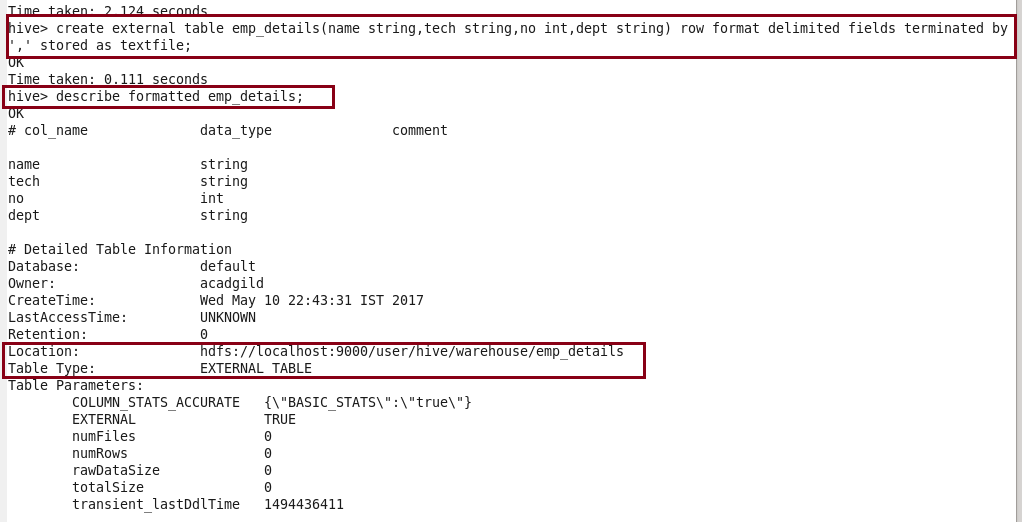 Time taken: 2.124 seconds
hive> create external table emp_details(name string,tech string,no int,dept string) row format delimited fields terminated by
',' stored as textfile;
OK
Time taken: 0.111 seconds
hive> describe formatted emp_details;
OK
# col_name data_type comment
name string
tech string
no int
dept string
# Detailed Table Information
Database: default
Owner: acadgild
CreateTime: Wed May 10 22:43:31 IST 2017
LastAccessTime: UNKNOWN
Retention: 0
Location: hdfs://localhost:9000/user/hive/warehouse/emp_details
Table Type: EXTERNAL_TABLE
Table Parameters:
COLUMN_STATS_ACCURATE {\"BASIC_STATS\":\"true\"}
EXTERNAL TRUE
numFiles 0
numRows 0
rawDataSize 0
totalSize 0
transient_lastDdlTime 1494436411